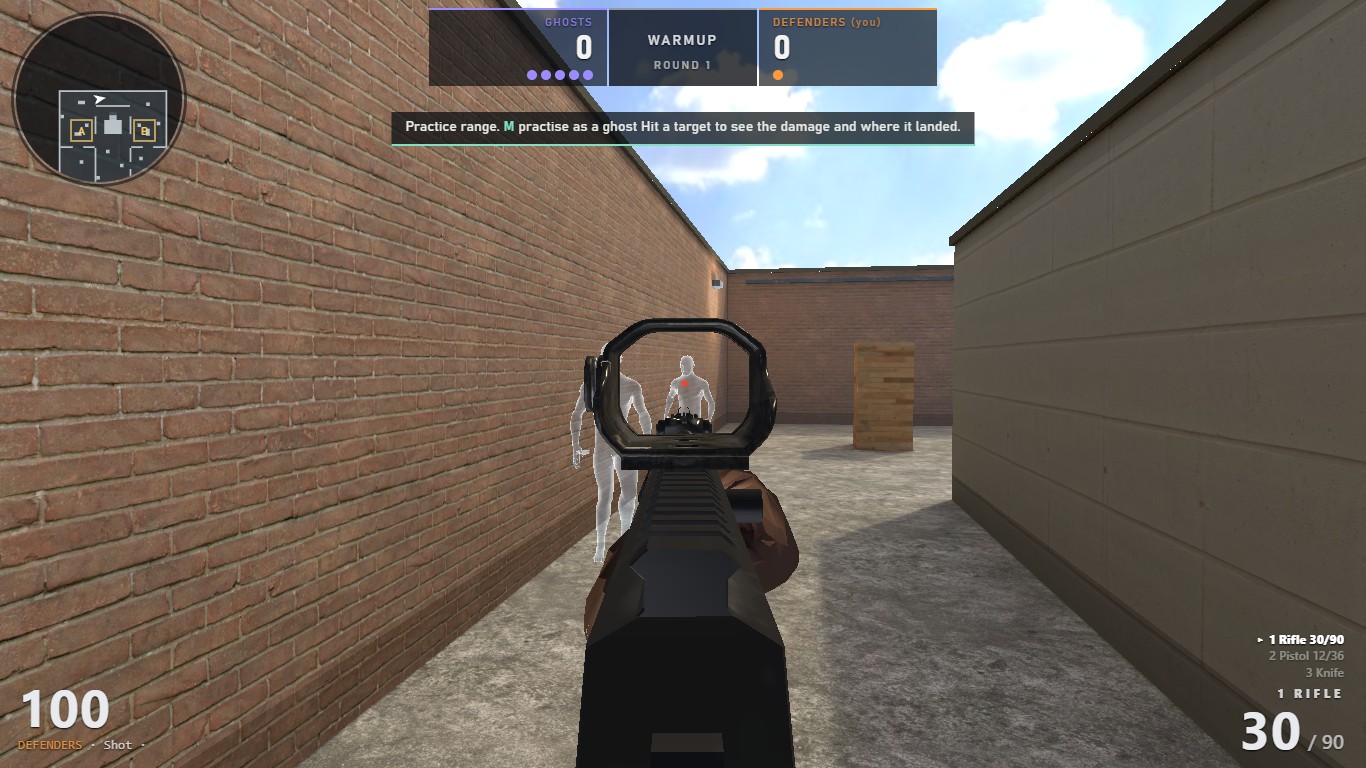 GHOSTS
0
WARMUP
ROUND 1
DEFENDERS (you)
0
Practice range. M practise as a ghost Hit a target to see the damage and where it landed.
A
B
100
DEFENDERS · Shot ·
▸ 1 Rifle 30/90
2 Pistol 12/36
3 Knife
1 RIFLE
30 / 90